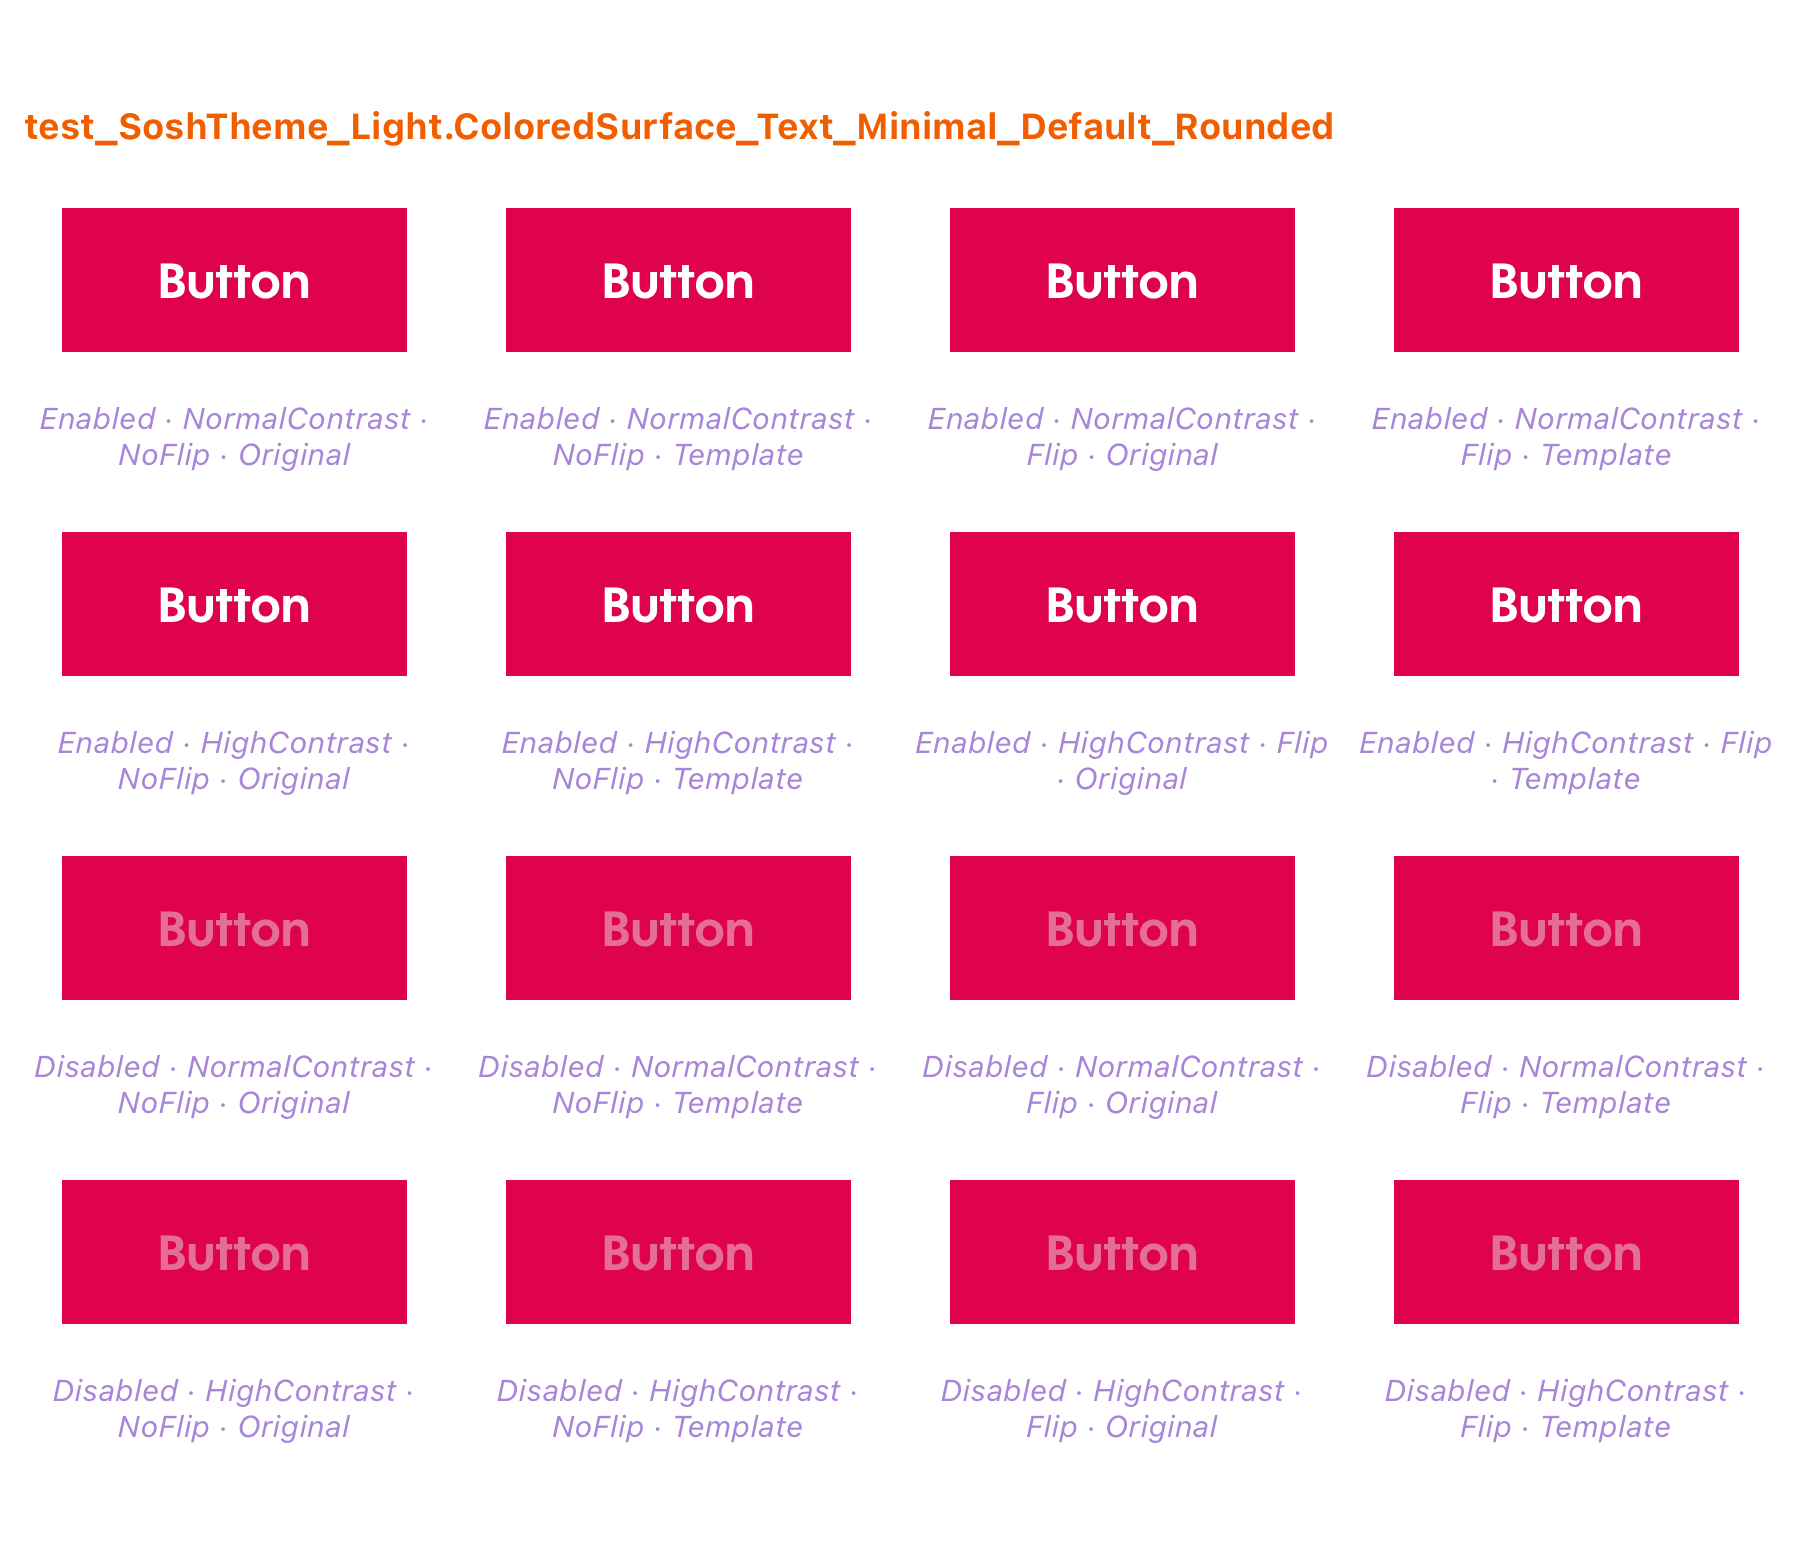 test_SoshTheme_Light.ColoredSurface_Text_Minimal_Default_Rounded
Button
Button
Button
Button
Enabled · NormalContrast ·
NoFlip · Original
Enabled · NormalContrast ·
NoFlip · Template
Enabled · NormalContrast ·
Flip · Original
Enabled · NormalContrast ·
Flip · Template
Button
Button
Button
Button
Enabled · HighContrast ·
NoFlip · Original
Enabled · HighContrast ·
NoFlip · Template
Enabled · HighContrast · Flip
· Original
Enabled · HighContrast · Flip
· Template
Button
Button
Button
Button
Disabled · NormalContrast ·
NoFlip · Original
Disabled · NormalContrast ·
NoFlip · Template
Disabled · NormalContrast ·
Flip · Original
Disabled · NormalContrast ·
Flip · Template
Button
Button
Button
Button
Disabled · HighContrast ·
NoFlip · Original
Disabled · HighContrast ·
NoFlip · Template
Disabled · HighContrast ·
Flip · Original
Disabled · HighContrast ·
Flip · Template